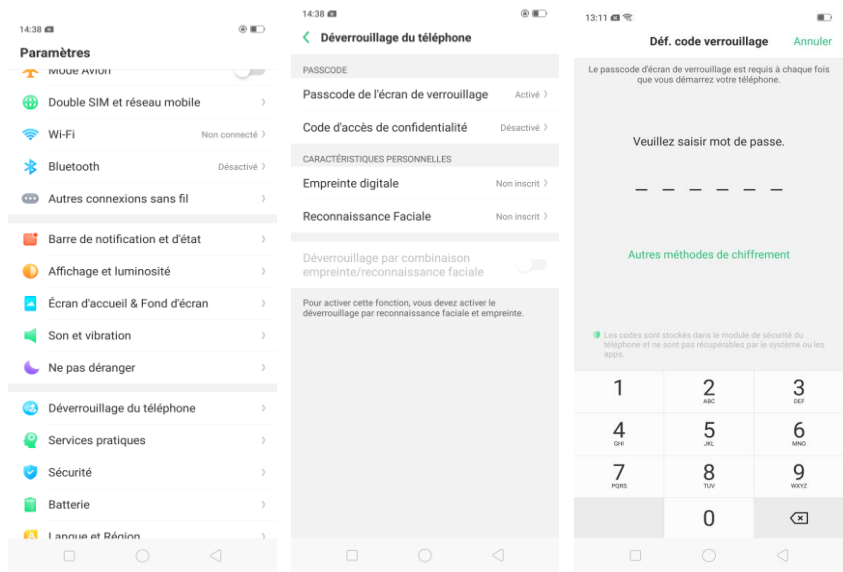 14:38
Paramètres
Mode Avion
Double SIM et réseau mobile
Wi-Fi Non connecté
Bluetooth Désactivé
Autres connexions sans fil
Barre de notification et d'état
Affichage et luminosité
Écran d'accueil & Fond d'écran
Son et vibration
Ne pas déranger
Déverrouillage du téléphone
Services pratiques
Sécurité
Batterie
Langue et Région
14:38
Déverrouillage du téléphone
PASSCODE
Passcode de l'écran de verrouillage Activé
Code d'accès de confidentialité Désactivé
CARACTÉRISTIQUES PERSONNELLES
Empreinte digitale Non inscrit
Reconnaissance Faciale Non inscrit
Déverrouillage par combinaison
empreinte/reconnaissance faciale
Pour activer cette fonction, vous devez activer le
déverrouillage par reconnaissance faciale et empreinte.
13:11
Déf. code verrouillage Annuler
Le passcode d'écran de verrouillage est requis à chaque fois
que vous démarrez votre téléphone.
Veuillez saisir mot de passe.
Autres méthodes de chiffrement
Les codes sont stockés dans le module de sécurité du
téléphone et ne sont pas récupérables par le système ou les
apps.
1 2 3
ABC DEF
4 5 6
GHI JKL MNO
7 8 9
PQRS TUV WXYZ
0